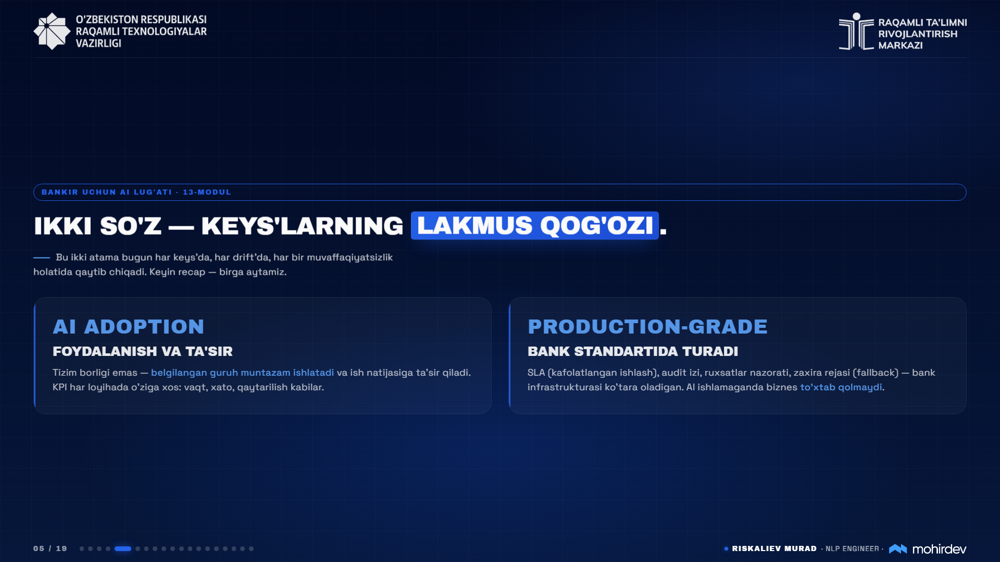 O'ZBEKISTON RESPUBLIKASI
RAQAMLI TEXNOLOGIYALAR
VAZIRLIGI
RAQAMLI TA'LIMNI
RIVOJLANTIRISH
MARKAZI
BANKIR UCHUN AI LUG'ATI · 13-MODUL
IKKI SO'Z — KEYS'LARNING LAKMUS QOG'OZI.
Bu ikki atama bugun har keys'da, har drift'da, har bir muvaffaqiyatsizlik
holatida qaytib chiqadi. Keyin recap — birga aytamiz.
AI ADOPTION
FOYDALANISH VA TA'SIR
Tizim borligi emas — belgilangan guruh muntazam ishlatadi va ish natijasiga ta'sir qiladi.
KPI har loyihada o'ziga xos: vaqt, xato, qaytarilish kabilar.
PRODUCTION-GRADE
BANK STANDARTIDA TURADI
SLA (kafolatlangan ishlash), audit izi, ruxsatlar nazorati, zaxira rejasi (fallback) — bank
infrastrukturasi ko'tara oladigan. AI ishlamaganda biznes to'xtab qolmaydi.
05 / 19
RISKALIEV MURAD · NLP ENGINEER · mohirdev